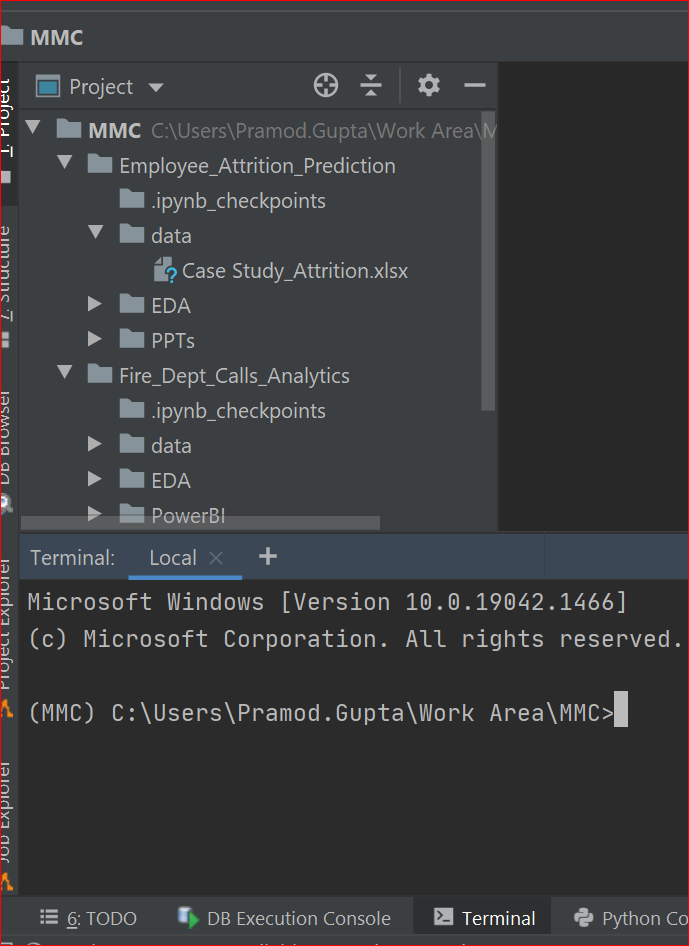 MMC
Project
1: Project
MMC C:\Users\Pramod.Gupta\Work Area\M
Employee_Attrition_Prediction
.ipynb_checkpoints
data
Case Study_Attrition.xlsx
EDA
PPTs
Fire_Dept_Calls_Analytics
.ipynb_checkpoints
data
EDA
PowerBI
7: Structure
DB Browser
Project Explorer
Job Explorer
Terminal: Local +
Microsoft Windows [Version 10.0.19042.1466]
(c) Microsoft Corporation. All rights reserved.
(MMC) C:\Users\Pramod.Gupta\Work Area\MMC>
6: TODO DB Execution Console Terminal Python Co